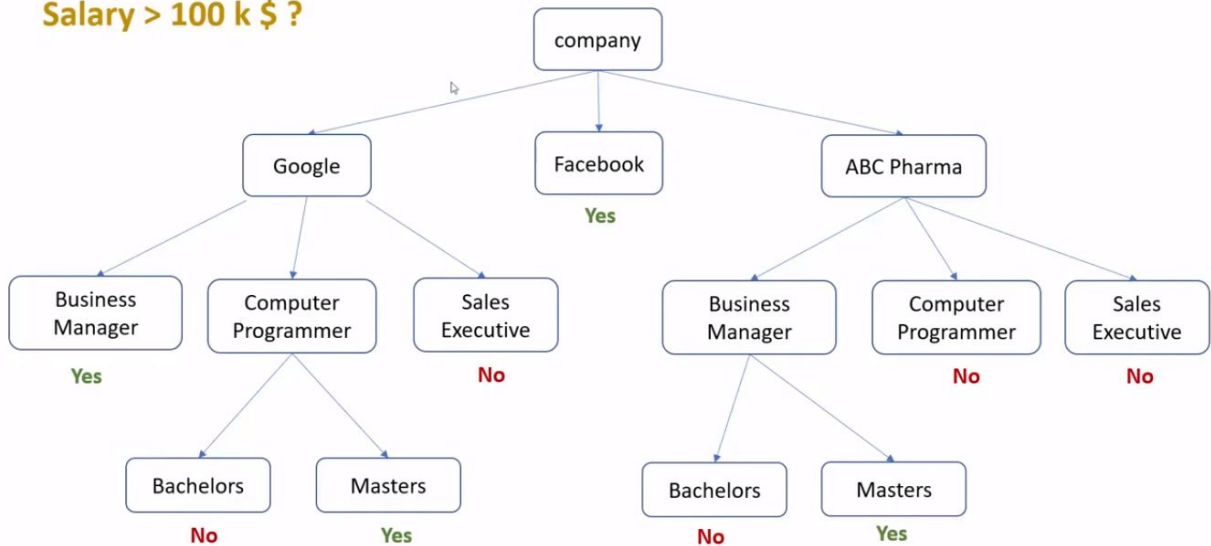 Salary > 100 k $ ?
company
Google
Facebook
ABC Pharma
Yes
Business
Manager
Computer
Programmer
Sales
Executive
Business
Manager
Computer
Programmer
Sales
Executive
Yes
No
No
No
Bachelors
Masters
Bachelors
Masters
No
Yes
No
Yes